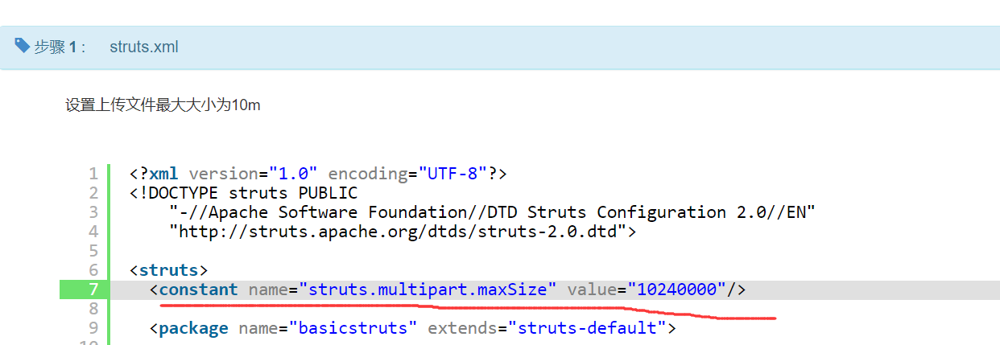 步骤 1 : struts.xml
设置上传文件最大大小为10m
1 <?xml version="1.0" encoding="UTF-8"?>
2 <!DOCTYPE struts PUBLIC
3 "-//Apache Software Foundation//DTD Struts Configuration 2.0//EN"
4 "http://struts.apache.org/dtds/struts-2.0.dtd">
5
6 <struts>
7 <constant name="struts.multipart.maxSize" value="10240000"/>
8
9 <package name="basicstruts" extends="struts-default">